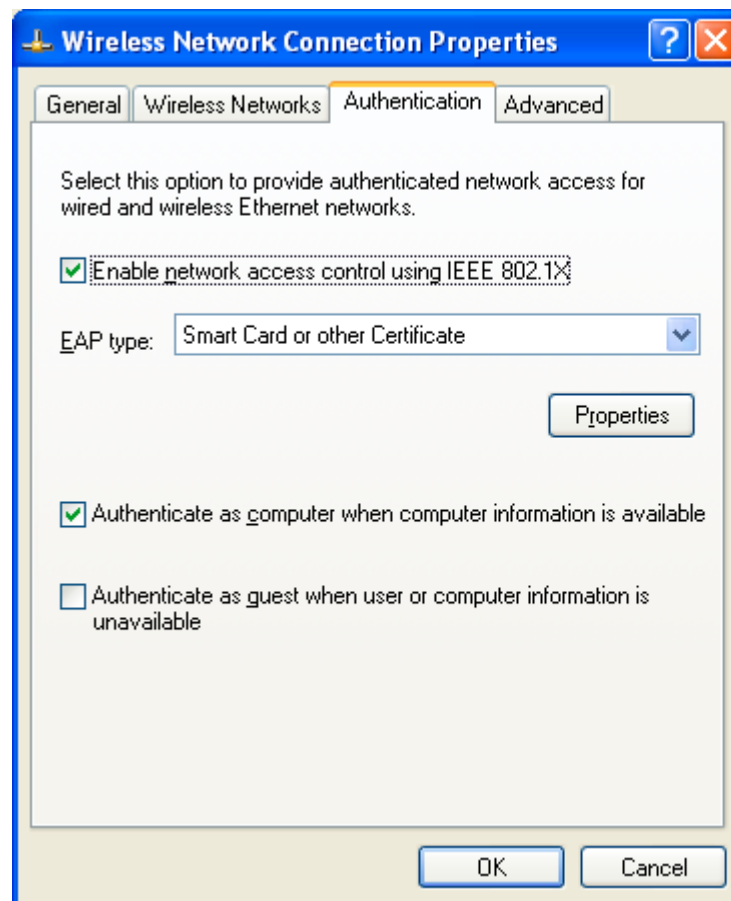 Wireless Network Connection Properties
General Wireless Networks Authentication Advanced
Select this option to provide authenticated network access for
wired and wireless Ethernet networks.
Enable network access control using IEEE 802.1X
EAP type: Smart Card or other Certificate
Properties
Authenticate as computer when computer information is available
Authenticate as guest when user or computer information is
unavailable
OK Cancel